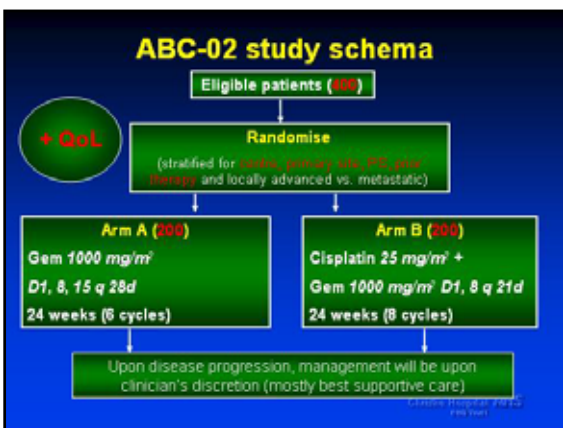 ABC-02 study schema
Eligible patients (400)
+ QoL
Randomise
(stratified for centre, primary site, PS, prior
therapy and locally advanced vs. metastatic)
Arm A (200)
Gem 1000 mg/m²
D1, 8, 15 q 28d
24 weeks (6 cycles)
Arm B (200)
Cisplatin 25 mg/m² +
Gem 1000 mg/m² D1, 8 q 21d
24 weeks (8 cycles)
Upon disease progression, management will be upon
clinician's discretion (mostly best supportive care)
Christie Hospital NHS